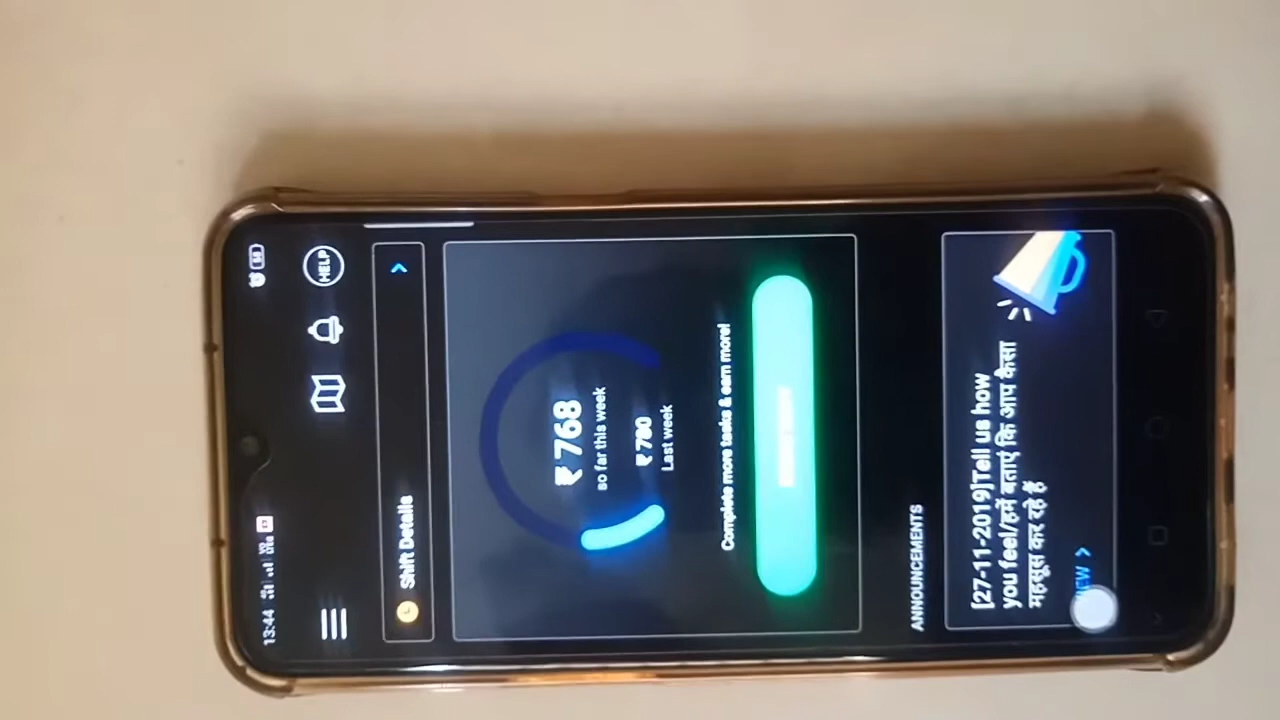 13:44
HELP
Shift Details
₹ 768
so far this week
₹ 780
Last week
Complete more tasks & earn more!
ANNOUNCEMENTS
[27-11-2019]Tell us how
you feel/हमें बताएं कि आप कैसा
महसूस कर रहे हैं